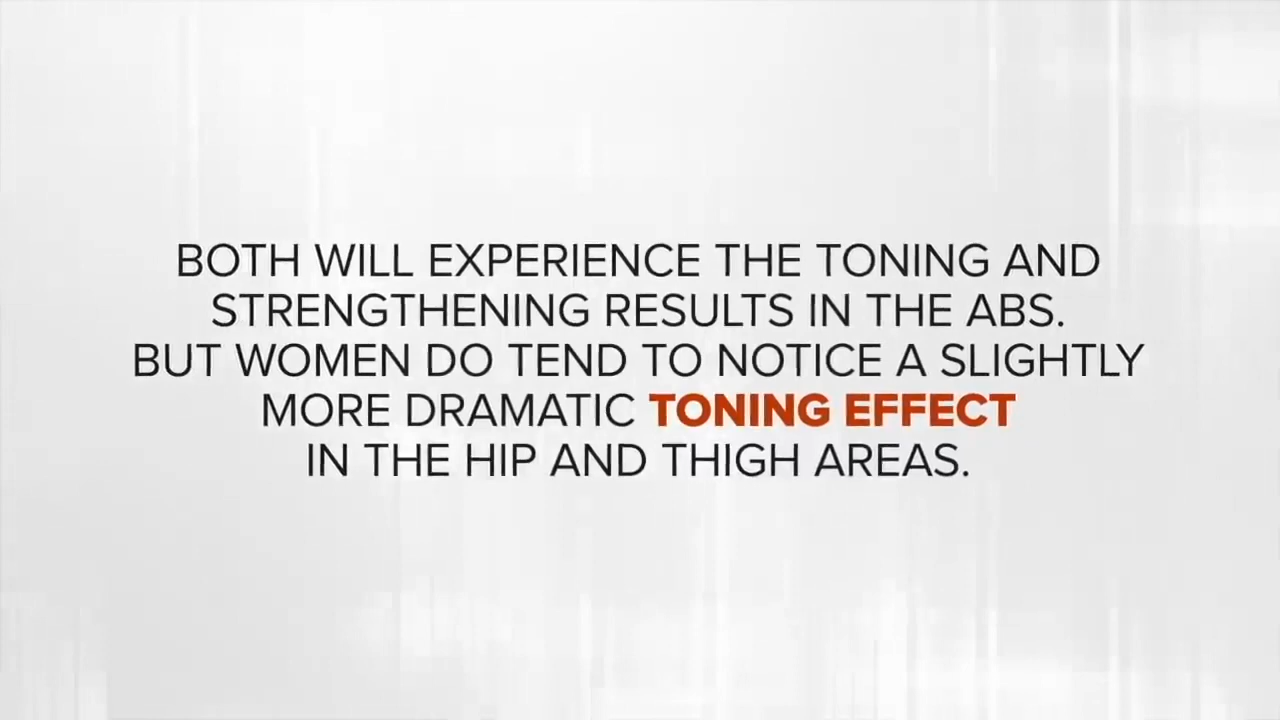 BOTH WILL EXPERIENCE THE TONING AND
STRENGTHENING RESULTS IN THE ABS.
BUT WOMEN DO TEND TO NOTICE A SLIGHTLY
MORE DRAMATIC TONING EFFECT
IN THE HIP AND THIGH AREAS.